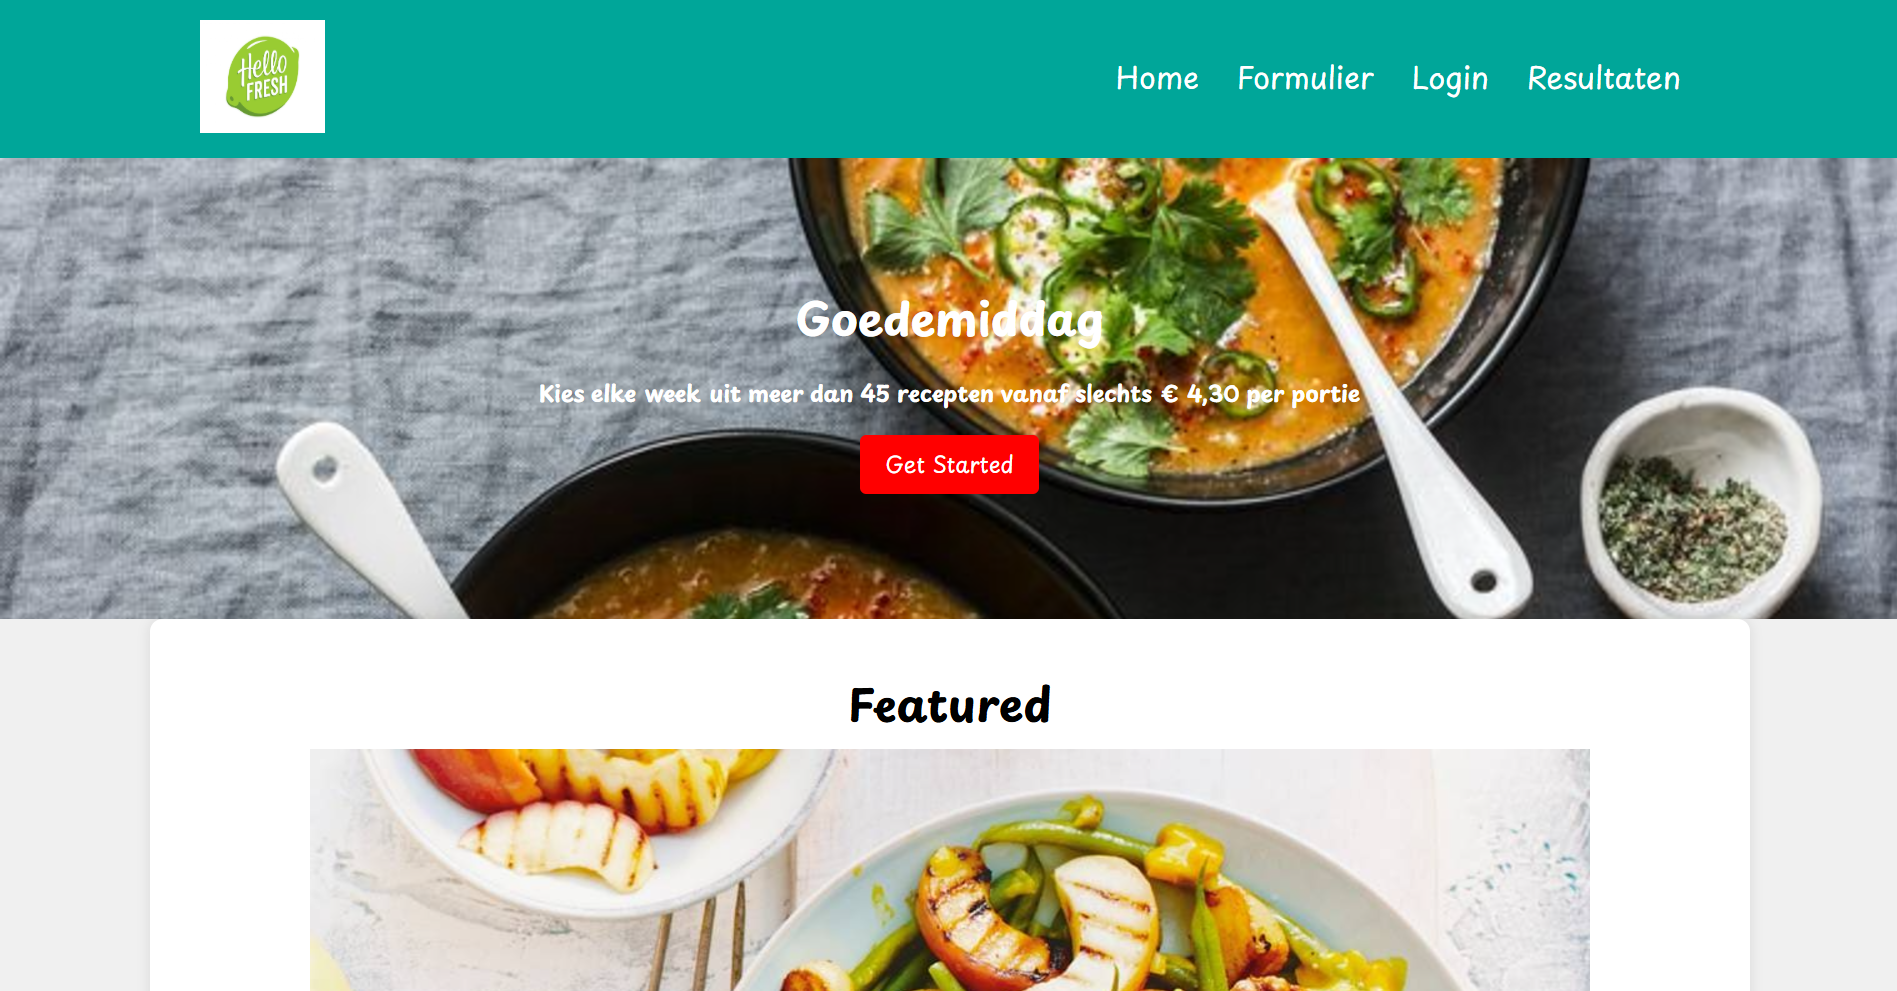 Hello
FRESH
Home Formulier Login Resultaten
Goedemiddag
Kies elke week uit meer dan 45 recepten vanaf slechts € 4,30 per portie
Get Started
Featured